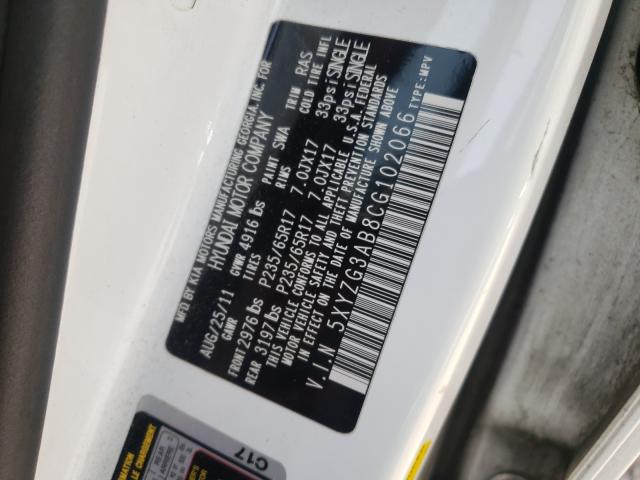 MFD BY KIA MOTORS MANUFACTURING GEORGIA, INC. FOR
HYUNDAI MOTOR COMPANY
AUG/25/11 GVWR 4916 lbs PAINT SWA TRIM RAS
GAWR TIRES RIMS COLD TIRE INFL
FRONT 2976 lbs P235/65R17 7.0JX17 33psi SINGLE
REAR 3197 lbs P235/65R17 7.0JX17 33psi SINGLE
THIS VEHICLE CONFORMS TO ALL APPLICABLE U.S.A. FEDERAL
MOTOR VEHICLE SAFETY AND THEFT PREVENTION STANDARDS
IN EFFECT ON THE DATE OF MANUFACTURE SHOWN ABOVE
V.I.N 5XYZG3AB8CG102066 TYPE:MPV
C17
REAR
ARRIERE